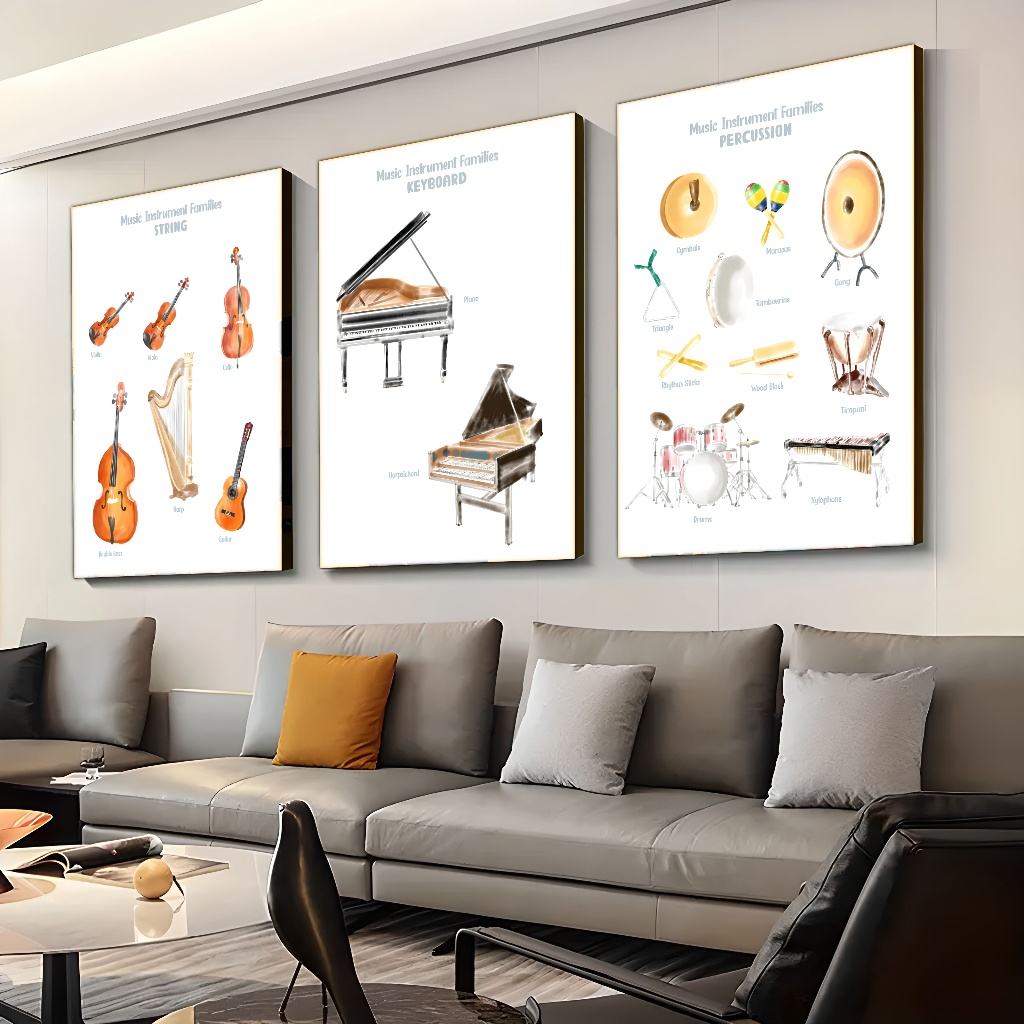 Music Instrument Families
STRING
Violin
Viola
Cello
Harp
Guitar
Double Bass
Music Instrument Families
KEYBOARD
Piano
Harpsichord
Music Instrument Families
PERCUSSION
Cymbals
Maracas
Gong
Triangle
Tambourine
Rhythm Sticks
Wood Block
Timpani
Drums
Xylophone